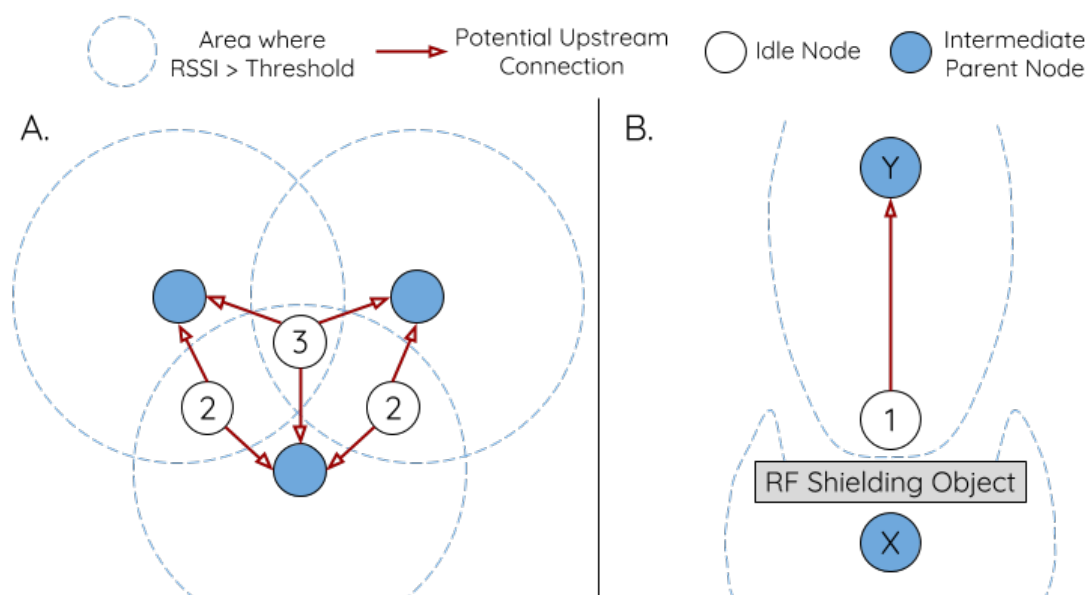 Area where
RSSI > Threshold
Potential Upstream
Connection
Idle Node
Intermediate
Parent Node
A.
B.
Y
3
2
2
1
RF Shielding Object
X